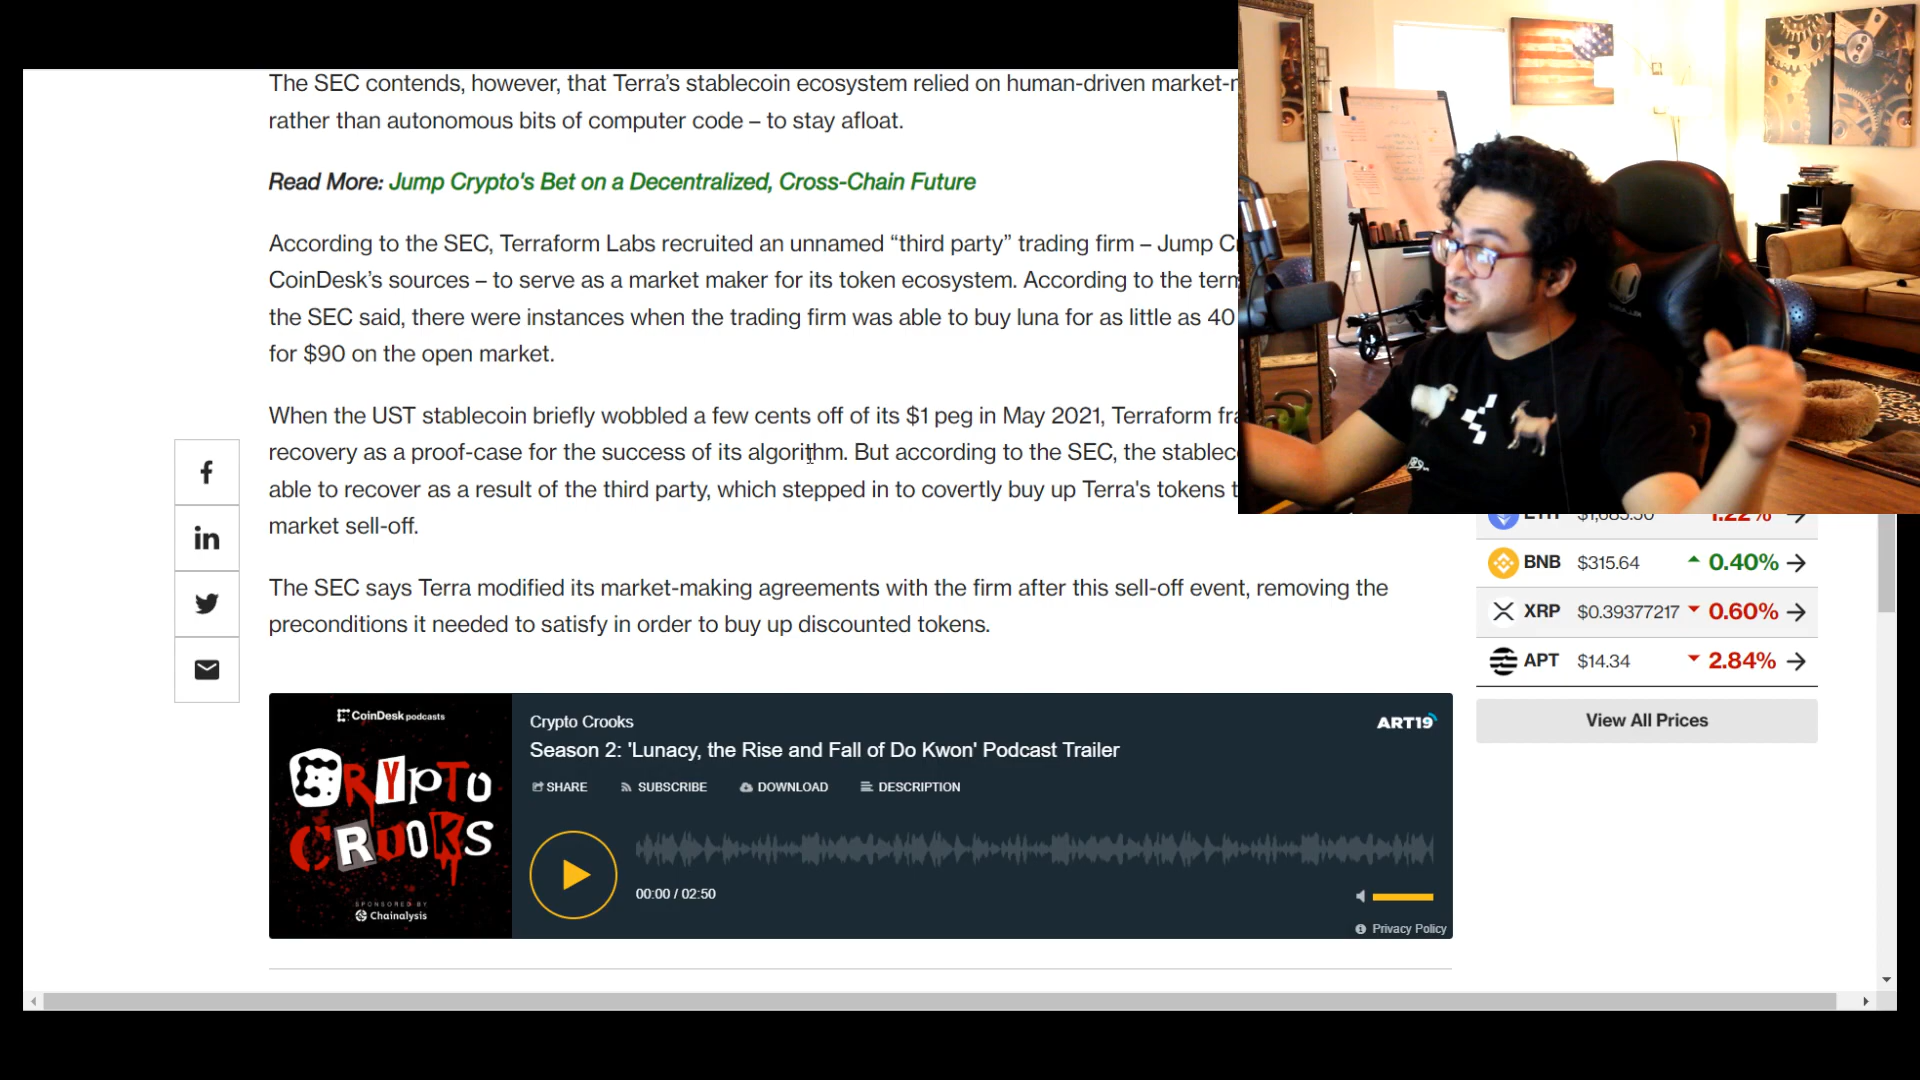 The SEC contends, however, that Terra's stablecoin ecosystem relied on human-driven market-
rather than autonomous bits of computer code – to stay afloat.
Read More: Jump Crypto's Bet on a Decentralized, Cross-Chain Future
According to the SEC, Terraform Labs recruited an unnamed “third party” trading firm – Jump C
CoinDesk’s sources – to serve as a market maker for its token ecosystem. According to the
the SEC said, there were instances when the trading firm was able to buy luna for as little as 40
for $90 on the open market.
When the UST stablecoin briefly wobbled a few cents off of its $1 peg in May 2021, Terraform fra
recovery as a proof-case for the success of its algorithm. But according to the SEC, the stablec
able to recover as a result of the third party, which stepped in to covertly buy up Terra's tokens t
market sell-off.
The SEC says Terra modified its market-making agreements with the firm after this sell-off event, removing the
preconditions it needed to satisfy in order to buy up discounted tokens.
ETH $1,683.30 1.22%
BNB $315.64 0.40%
XRP $0.39377217 0.60%
APT $14.34 2.84%
View All Prices
CoinDesk podcasts
CRYPTO
CROOKS
SPONSORED BY
Chainalysis
Crypto Crooks
ART19
Season 2: 'Lunacy, the Rise and Fall of Do Kwon' Podcast Trailer
SHARE SUBSCRIBE DOWNLOAD DESCRIPTION
00:00 / 02:50
Privacy Policy